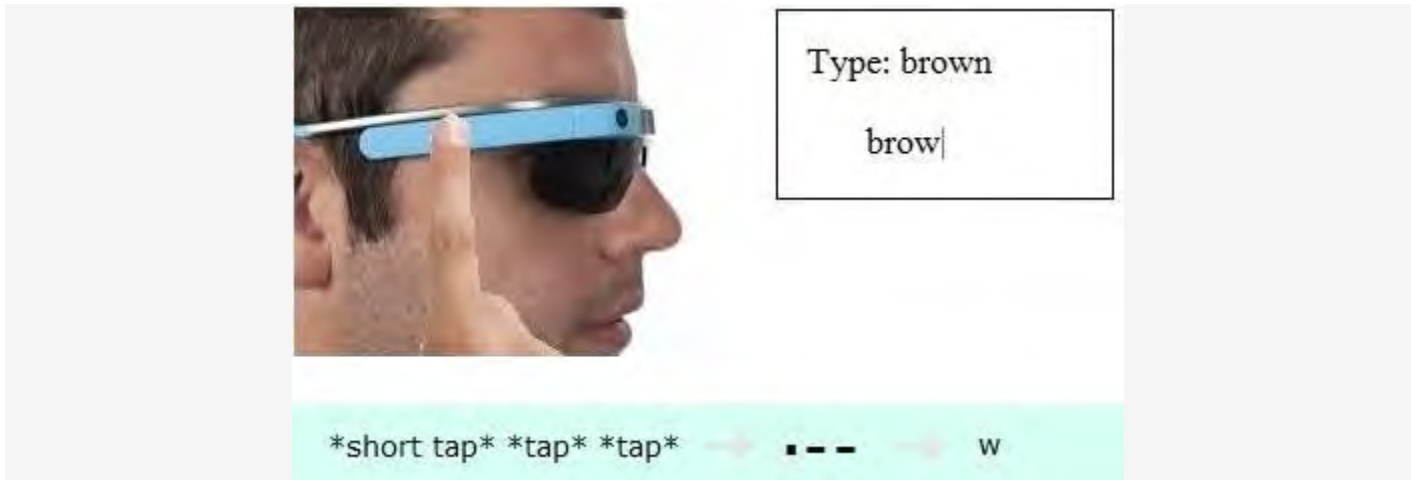 Type: brown
brow|
*short tap* *tap* *tap* .-- w